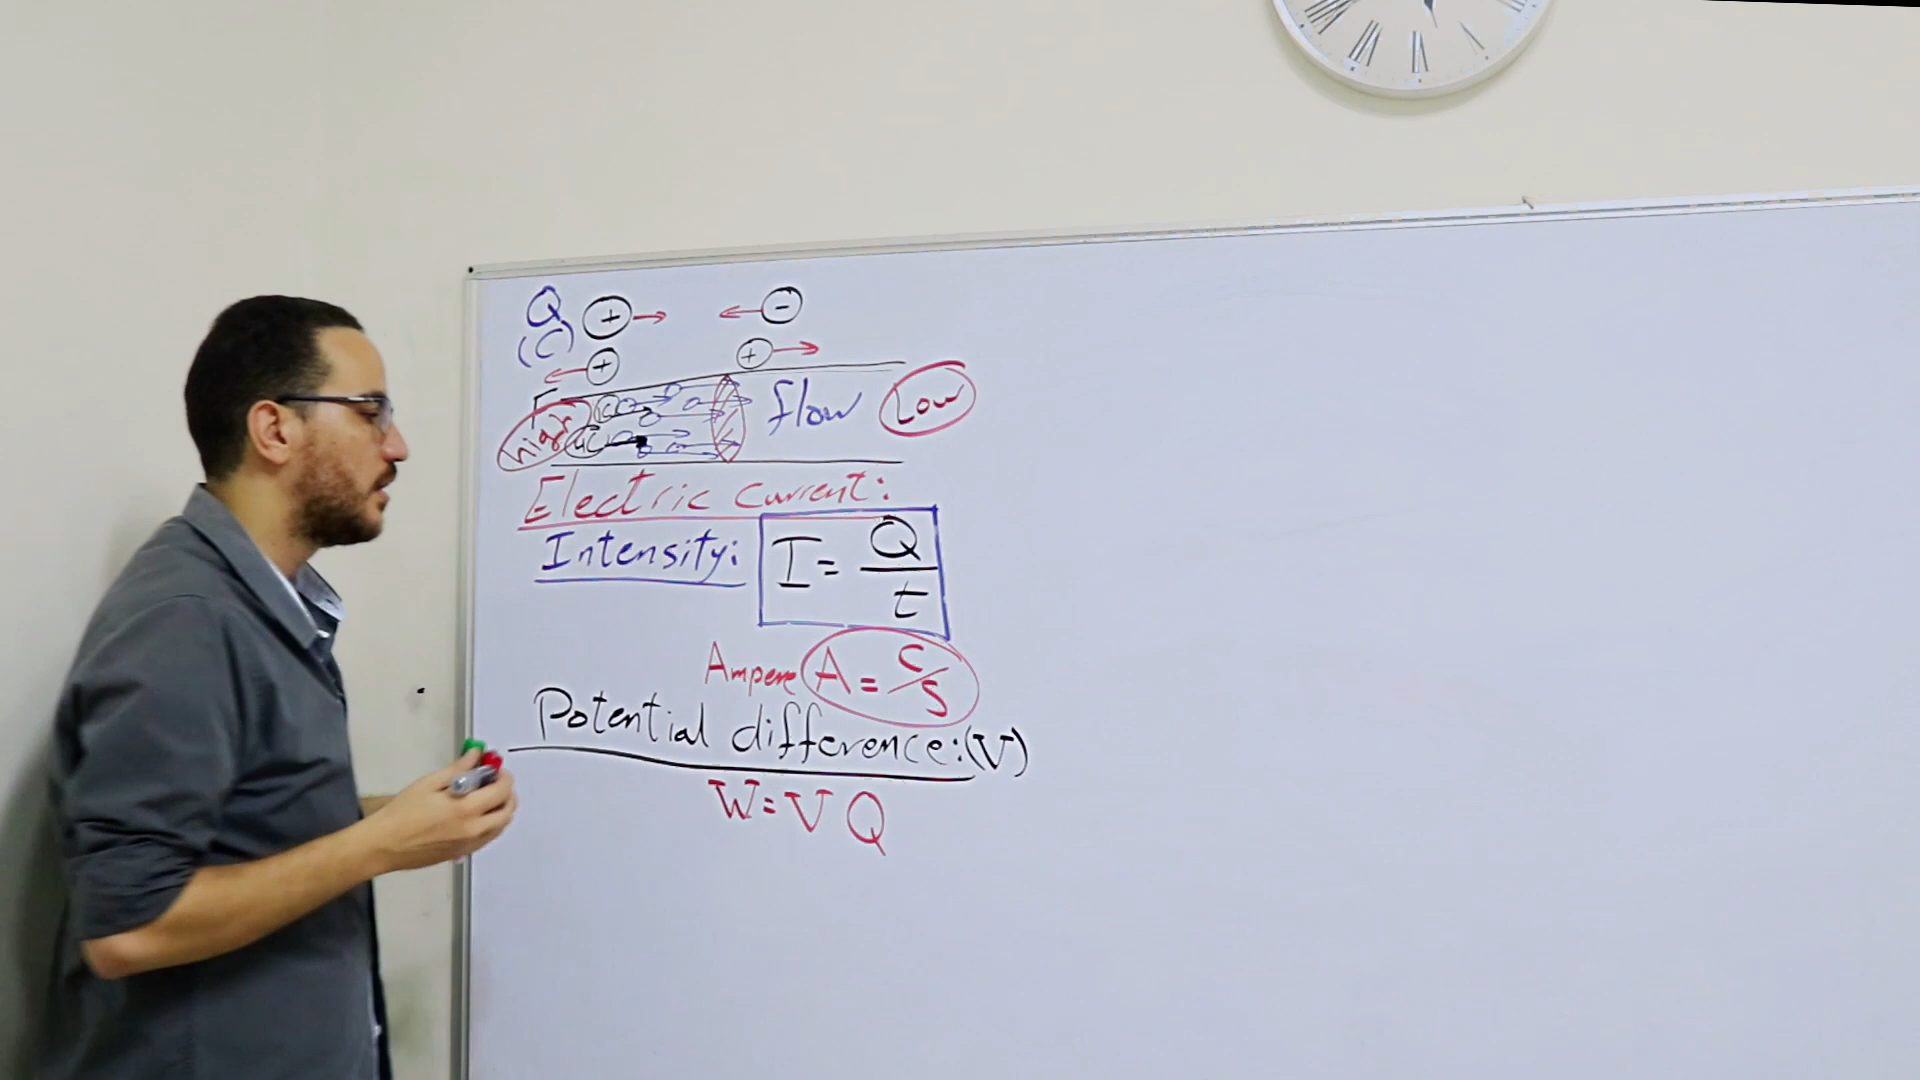 Q + -
(C) + +
high flow Low
Electric current:
Intensity: I = Q/t
Ampere A = C/s
Potential difference: (V)
W = V Q